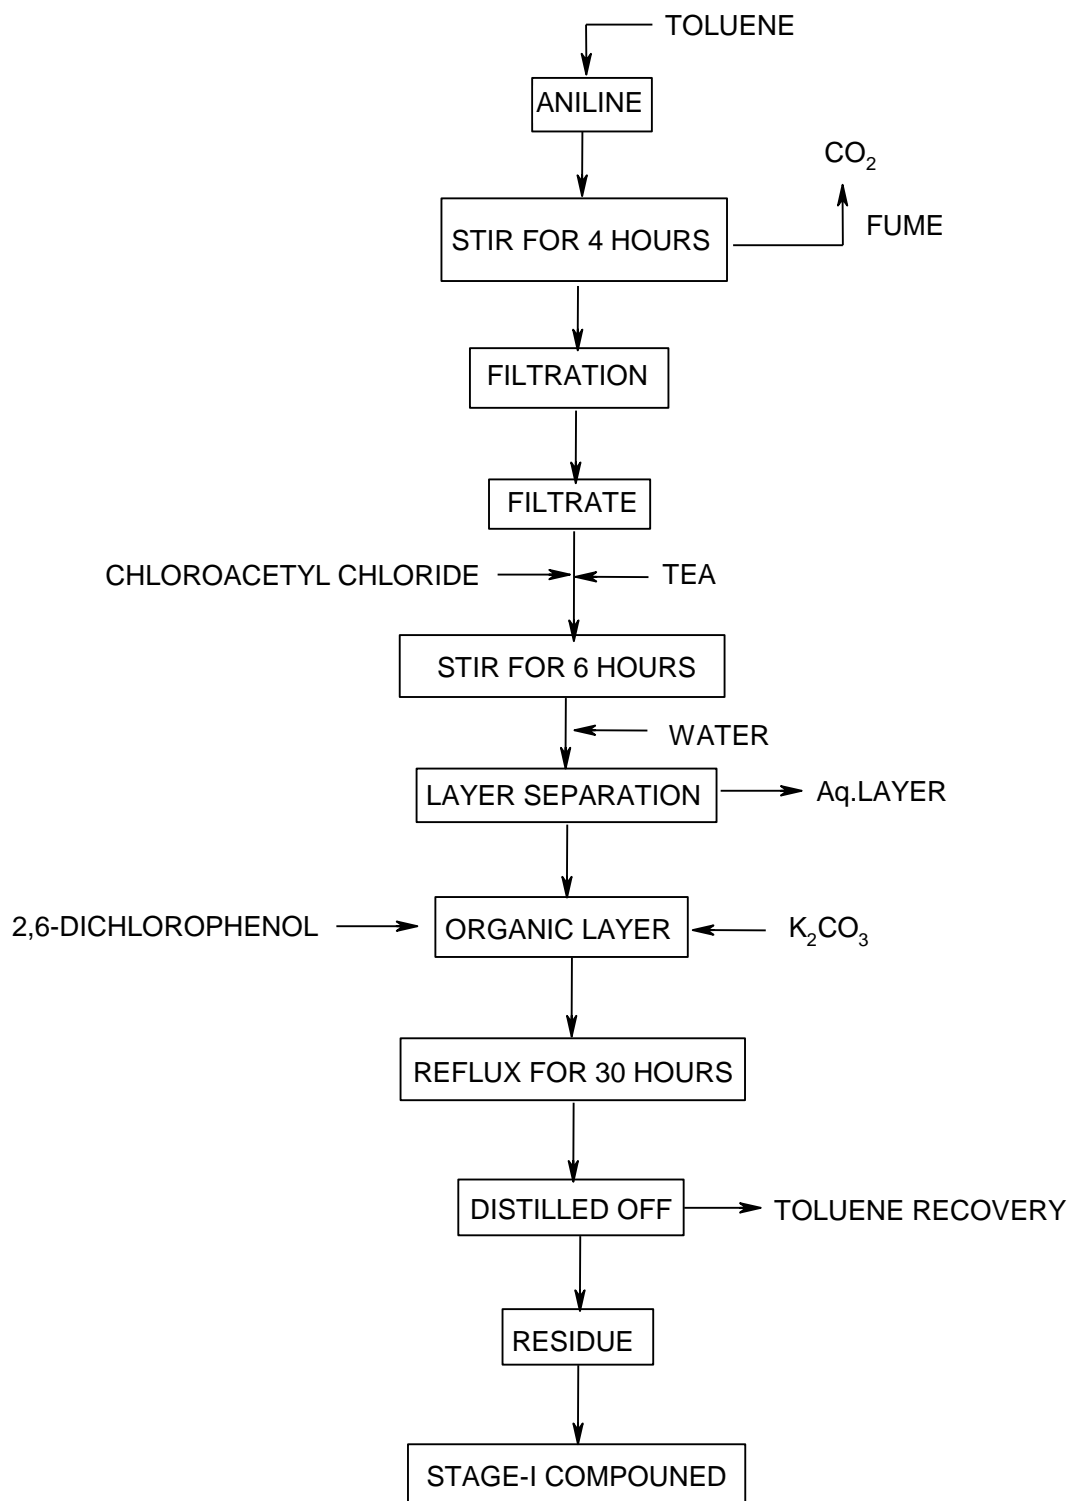 TOLUENE
ANILINE
CO₂
FUME
STIR FOR 4 HOURS
FILTRATION
FILTRATE
CHLOROACETYL CHLORIDE
TEA
STIR FOR 6 HOURS
WATER
LAYER SEPARATION
Aq.LAYER
2,6-DICHLOROPHENOL
ORGANIC LAYER
K₂CO₃
REFLUX FOR 30 HOURS
DISTILLED OFF
TOLUENE RECOVERY
RESIDUE
STAGE-I COMPOUNED